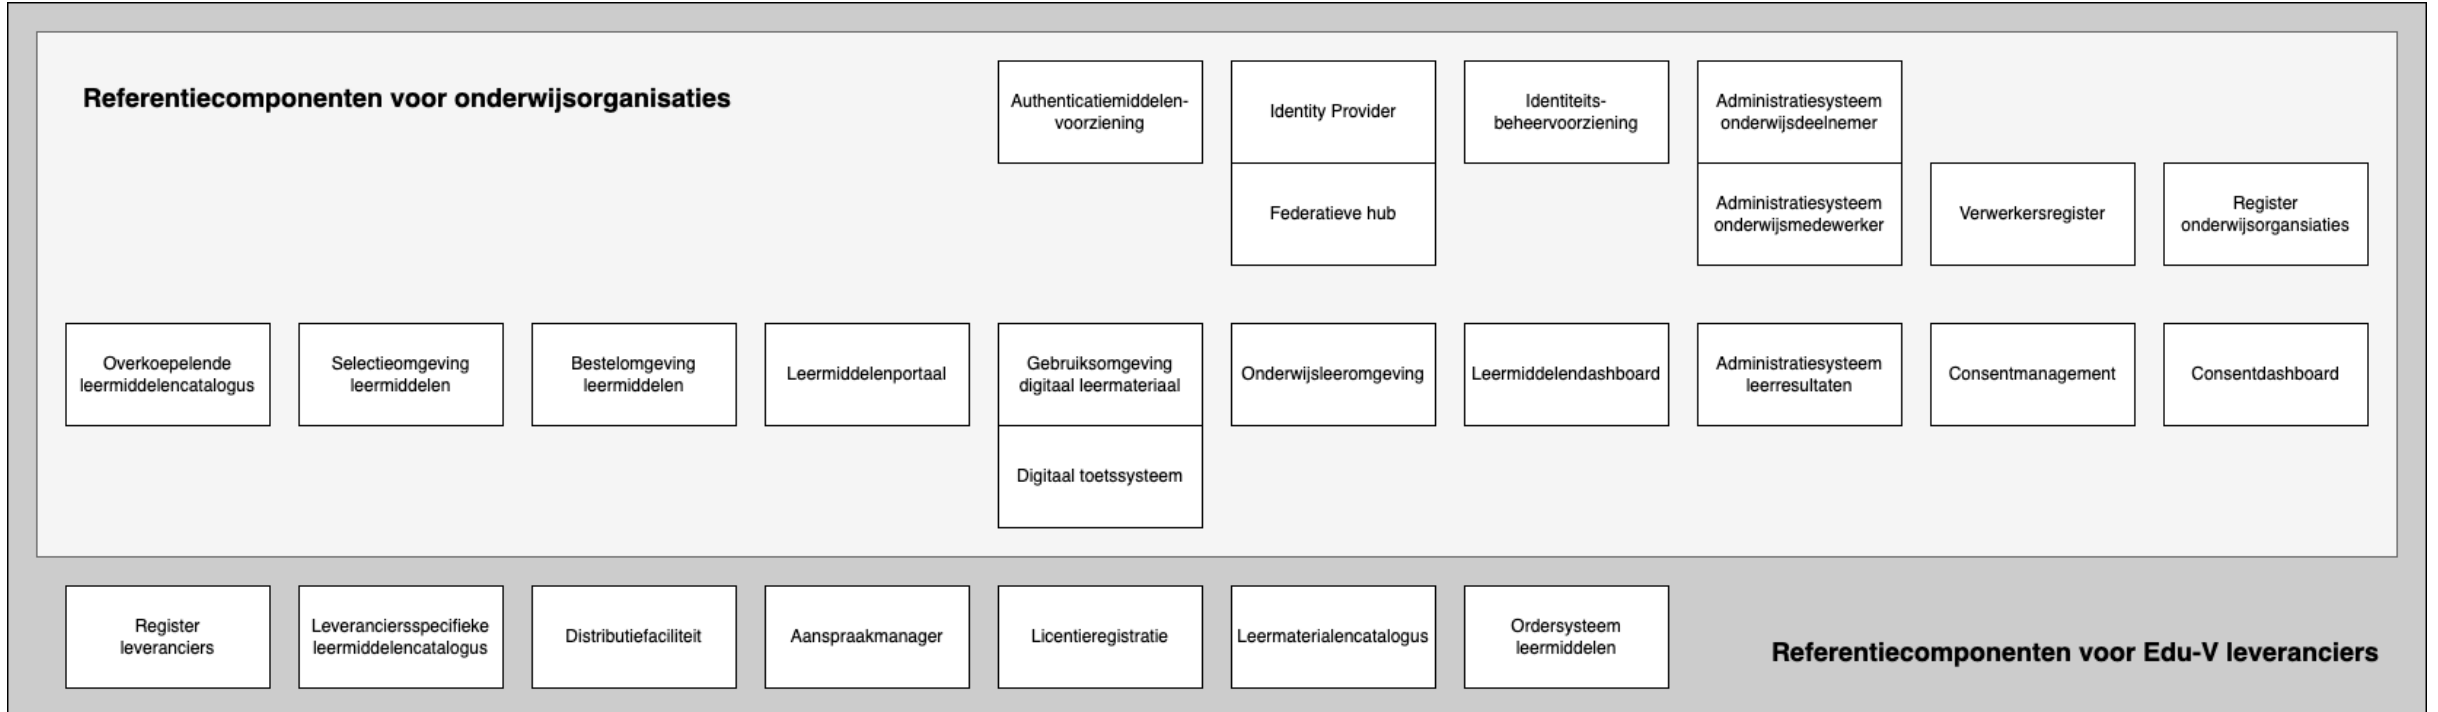 Referentiecomponenten voor onderwijsorganisaties
Authenticatiemiddelen-
voorziening
Identity Provider
Identiteits-
beheervoorziening
Administratiesysteem
onderwijsdeelnemer
Federatieve hub
Administratiesysteem
onderwijsmedewerker
Verwerkersregister
Register
onderwijsorgansiaties
Overkoepelende
leermiddelencatalogus
Selectieomgeving
leermiddelen
Bestelomgeving
leermiddelen
Leermiddelenportaal
Gebruiksomgeving
digitaal leermateriaal
Onderwijsleeromgeving
Leermiddelendashboard
Administratiesysteem
leerresultaten
Consentmanagement
Consentdashboard
Digitaal toetssysteem
Register
leveranciers
Leveranciersspecifieke
leermiddelencatalogus
Distributiefaciliteit
Aanspraakmanager
Licentieregistratie
Leermaterialencatalogus
Ordersysteem
leermiddelen
Referentiecomponenten voor Edu-V leveranciers